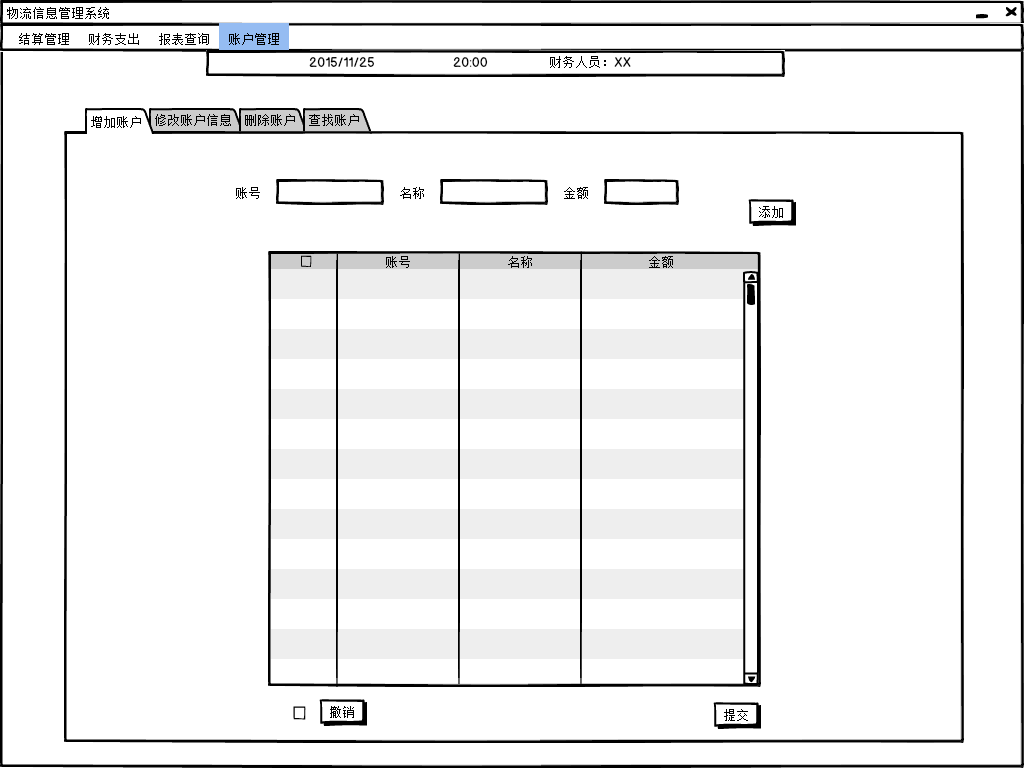 物流信息管理系统
结算管理 财务支出 报表查询 账户管理
2015/11/25 20:00 财务人员：XX
增加账户 修改账户信息 删除账户 查找账户
账号 名称 金额
添加
账号 名称 金额
撤销 提交